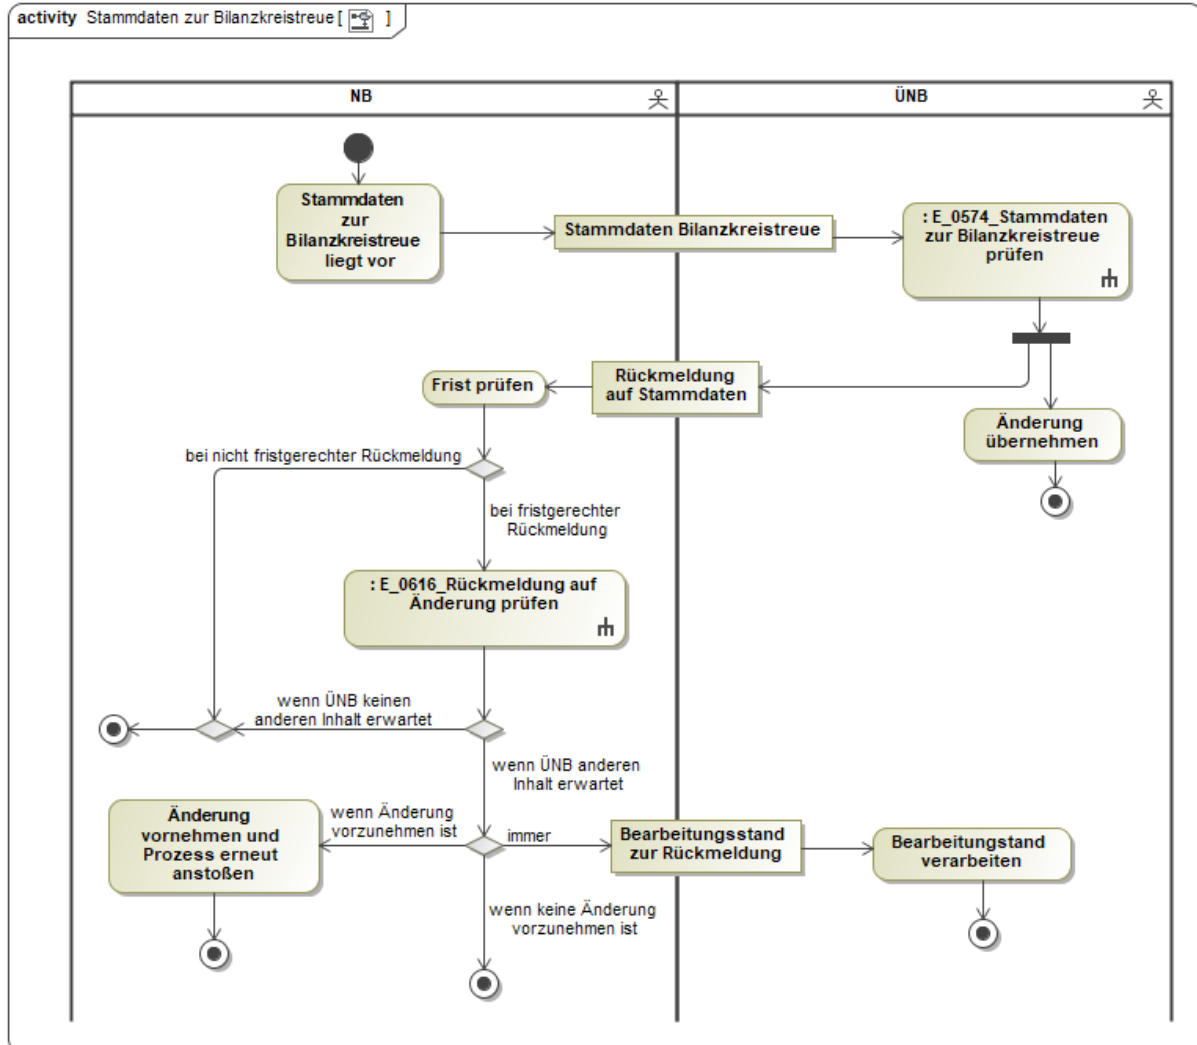 activity Stammdaten zur Bilanzkreistreue [ ]
NB
ÜNB
Stammdaten
zur
Bilanzkreistreue
liegt vor
Stammdaten Bilanzkreistreue
: E_0574_Stammdaten
zur Bilanzkreistreue
prüfen
Frist prüfen
Rückmeldung
auf Stammdaten
Änderung
übernehmen
bei nicht fristgerechter Rückmeldung
bei fristgerechter
Rückmeldung
: E_0616_Rückmeldung auf
Änderung prüfen
wenn ÜNB keinen
anderen Inhalt erwartet
wenn ÜNB anderen
Inhalt erwartet
Änderung
vornehmen und
Prozess erneut
anstoßen
wenn Änderung
vorzunehmen ist
immer
Bearbeitungsstand
zur Rückmeldung
Bearbeitungstand
verarbeiten
wenn keine Änderung
vorzunehmen ist